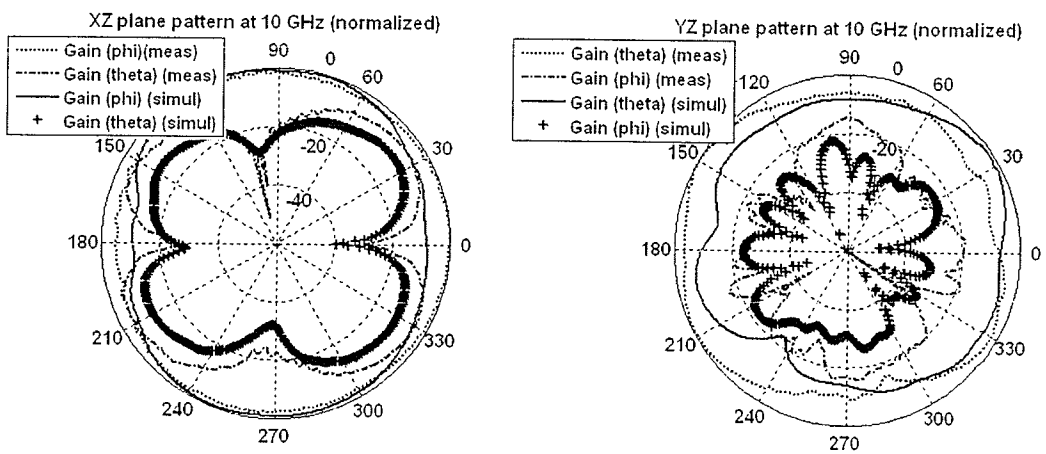 XZ plane pattern at 10 GHz (normalized)
Gain (phi)(meas)
Gain (theta) (meas)
Gain (phi) (simul)
Gain (theta) (simul)
90
0
60
150
-20
30
-40
180
0
210
330
240
300
270
YZ plane pattern at 10 GHz (normalized)
Gain (theta) (meas)
Gain (phi) (meas)
Gain (theta) (simul)
Gain (phi) (simul)
90
0
120
60
150
-20
30
180
0
210
330
240
300
270